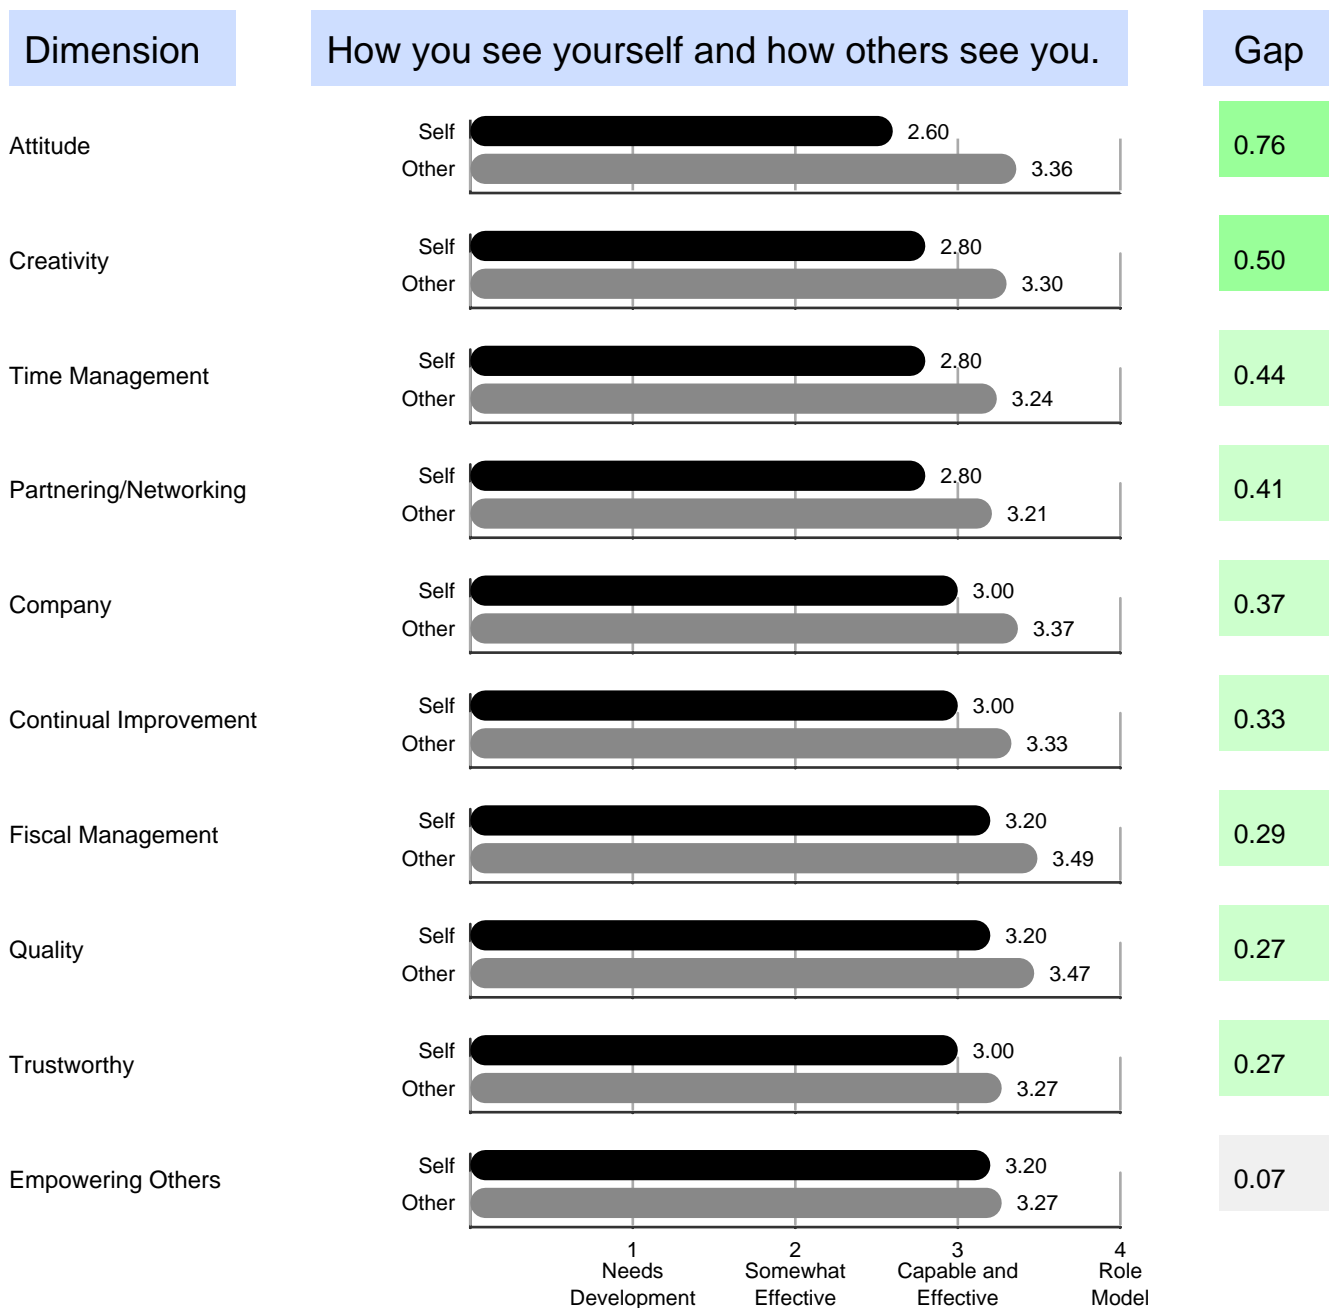 Dimension
How you see yourself and how others see you.
Gap
Attitude
Self
2.60
Other
3.36
0.76
Creativity
Self
2.80
Other
3.30
0.50
Time Management
Self
2.80
Other
3.24
0.44
Partnering/Networking
Self
2.80
Other
3.21
0.41
Company
Self
3.00
Other
3.37
0.37
Continual Improvement
Self
3.00
Other
3.33
0.33
Fiscal Management
Self
3.20
Other
3.49
0.29
Quality
Self
3.20
Other
3.47
0.27
Trustworthy
Self
3.00
Other
3.27
0.27
Empowering Others
Self
3.20
Other
3.27
0.07
1
Needs
Development
2
Somewhat
Effective
3
Capable and
Effective
4
Role
Model